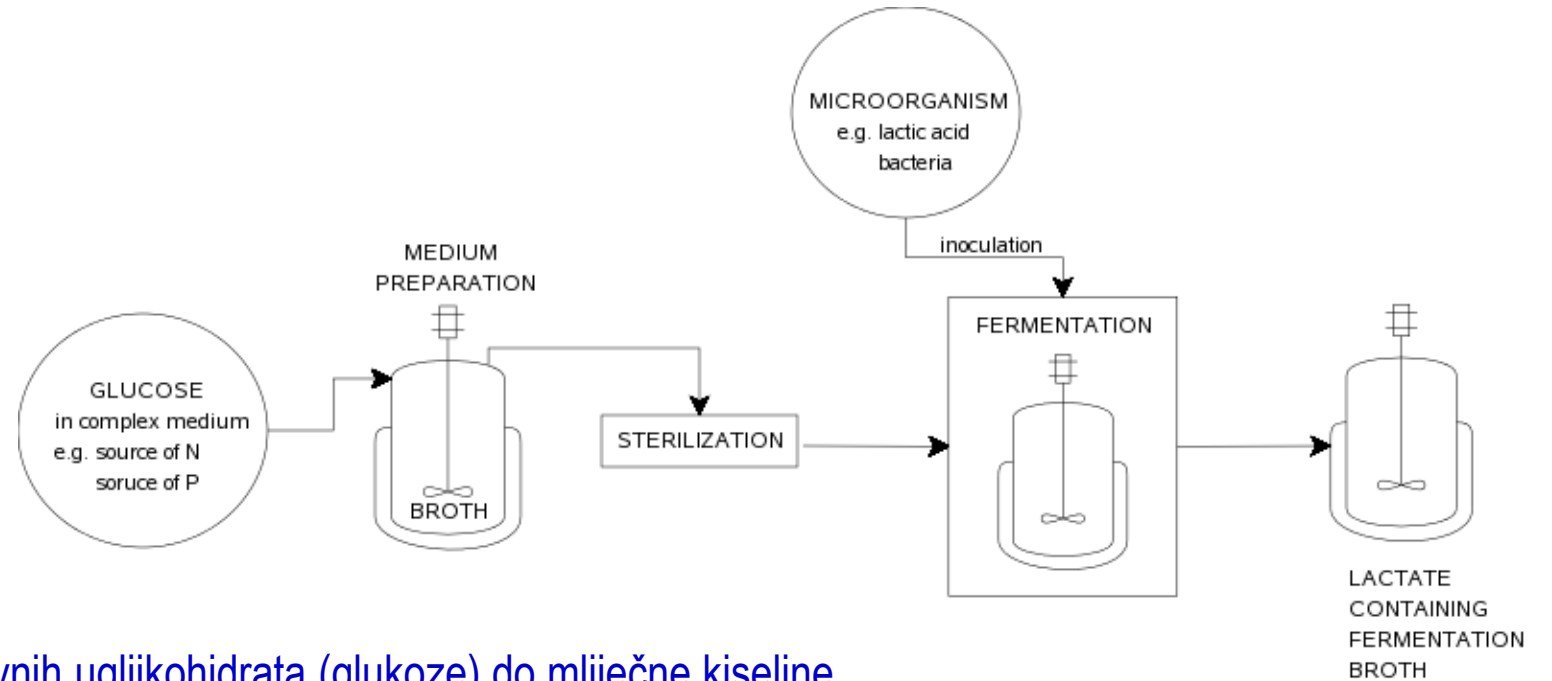 MICROORGANISM
e.g. lactic acid
bacteria
inoculation
MEDIUM
PREPARATION
GLUCOSE
in complex medium
e.g. source of N
soruce of P
BROTH
STERILIZATION
FERMENTATION
LACTATE
CONTAINING
FERMENTATION
BROTH
ugljikohidrata (glukoze) do mliječne kiseline